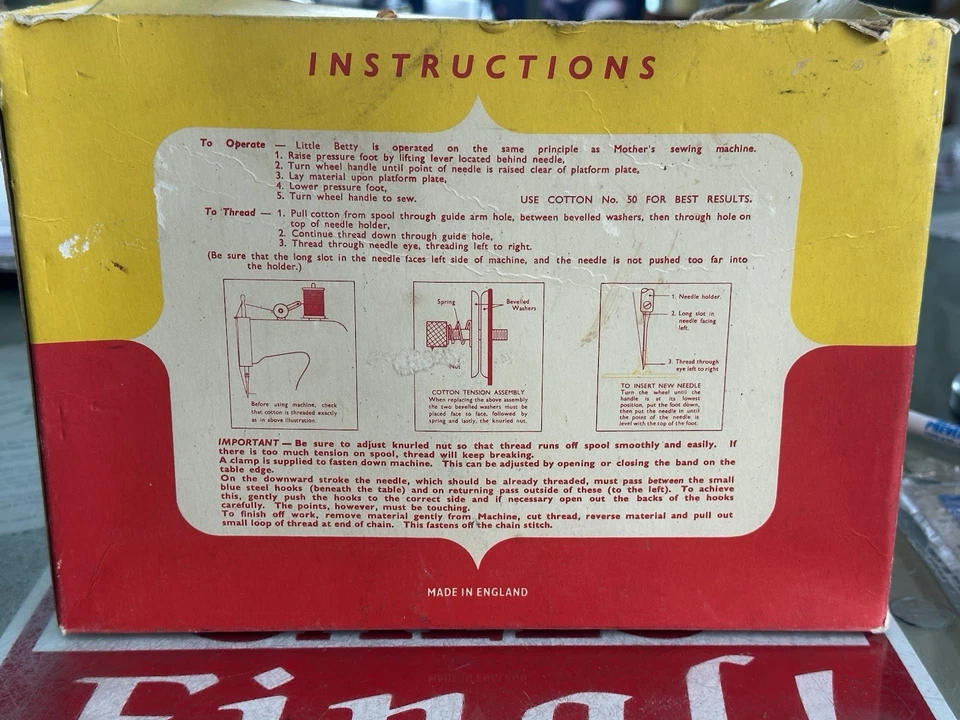 INSTRUCTIONS
To Operate — Little Betty is operated on the same principle as Mother's sewing machine.
1. Raise pressure foot by lifting lever located behind needle,
2. Turn wheel handle until point of needle is raised clear of platform plate,
3. Lay material upon platform plate,
4. Lower pressure foot,
5. Turn wheel handle to sew. USE COTTON No. 50 FOR BEST RESULTS.
To Thread — 1. Pull cotton from spool through guide arm hole, between bevelled washers, then through hole on
top of needle holder,
2. Continue thread down through guide hole,
3. Thread through needle eye, threading left to right.
(Be sure that the long slot in the needle faces left side of machine, and the needle is not pushed too far into
the holder.)
Before using machine, check
that cotton is threaded exactly
as in above illustration.
Spring
Bevelled
Washers
Nut
COTTON TENSION ASSEMBLY
When replacing the above assembly
the two bevelled washers must be
placed face to face, followed by
spring and lastly, the knurled nut.
1. Needle holder.
2. Long slot in
needle facing
left.
3. Thread through
eye left to right
TO INSERT NEW NEEDLE
Turn the wheel until the
handle is at its lowest
position, put the foot down,
then put the needle in until
the point of the needle is
level with the top of the foot.
IMPORTANT — Be sure to adjust knurled nut so that thread runs off spool smoothly and easily. If
there is too much tension on spool, thread will keep breaking.
A clamp is supplied to fasten down machine. This can be adjusted by opening or closing the band on the
table edge.
On the downward stroke the needle, which should be already threaded, must pass between the small
blue steel hooks (beneath the table) and on returning pass outside of these (to the left). To achieve
this, gently push the hooks to the correct side and if necessary open out the backs of the hooks
carefully. The points, however, must be touching.
To finish off work, remove material gently from Machine, cut thread, reverse material and pull out
small loop of thread at end of chain. This fastens off the chain stitch.
MADE IN ENGLAND
Final!